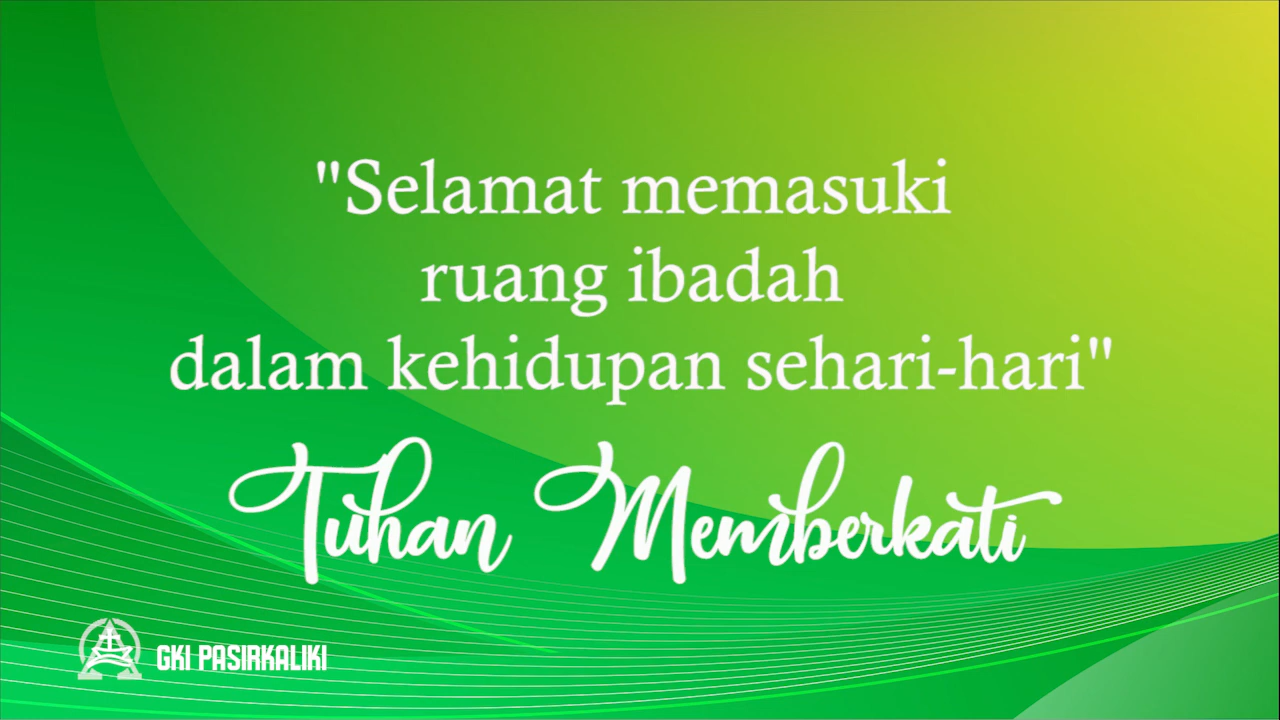 "Selamat memasuki
ruang ibadah
dalam kehidupan sehari-hari"
Tuhan Memberkati
GKI PASIRKALIKI